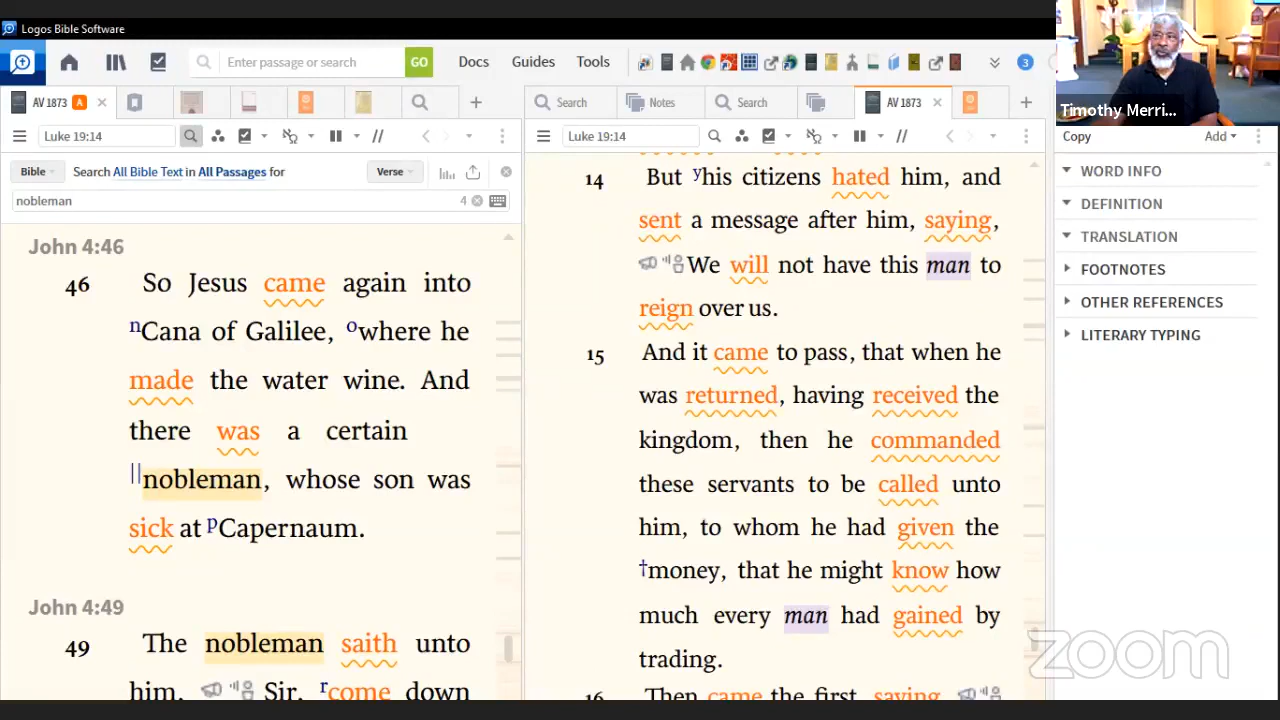 Logos Bible Software
Enter passage or search
GO
Docs
Guides
Tools
3
AV 1873 A
Luke 19:14
Bible
Search All Bible Text in All Passages for
Verse
nobleman
4
John 4:46
46 So Jesus came again into
nCana of Galilee, owhere he
made the water wine. And
there was a certain
||nobleman, whose son was
sick at pCapernaum.
John 4:49
49 The nobleman saith unto
him, Sir, rcome down
Search
Notes
Search
AV 1873
Luke 19:14
14 But yhis citizens hated him, and
sent a message after him, saying,
We will not have this man to
reign over us.
15 And it came to pass, that when he
was returned, having received the
kingdom, then he commanded
these servants to be called unto
him, to whom he had given the
†money, that he might know how
much every man had gained by
trading.
16 Then came the first, saying,
Timothy Merri...
Copy
Add
WORD INFO
DEFINITION
TRANSLATION
FOOTNOTES
OTHER REFERENCES
LITERARY TYPING
zoom